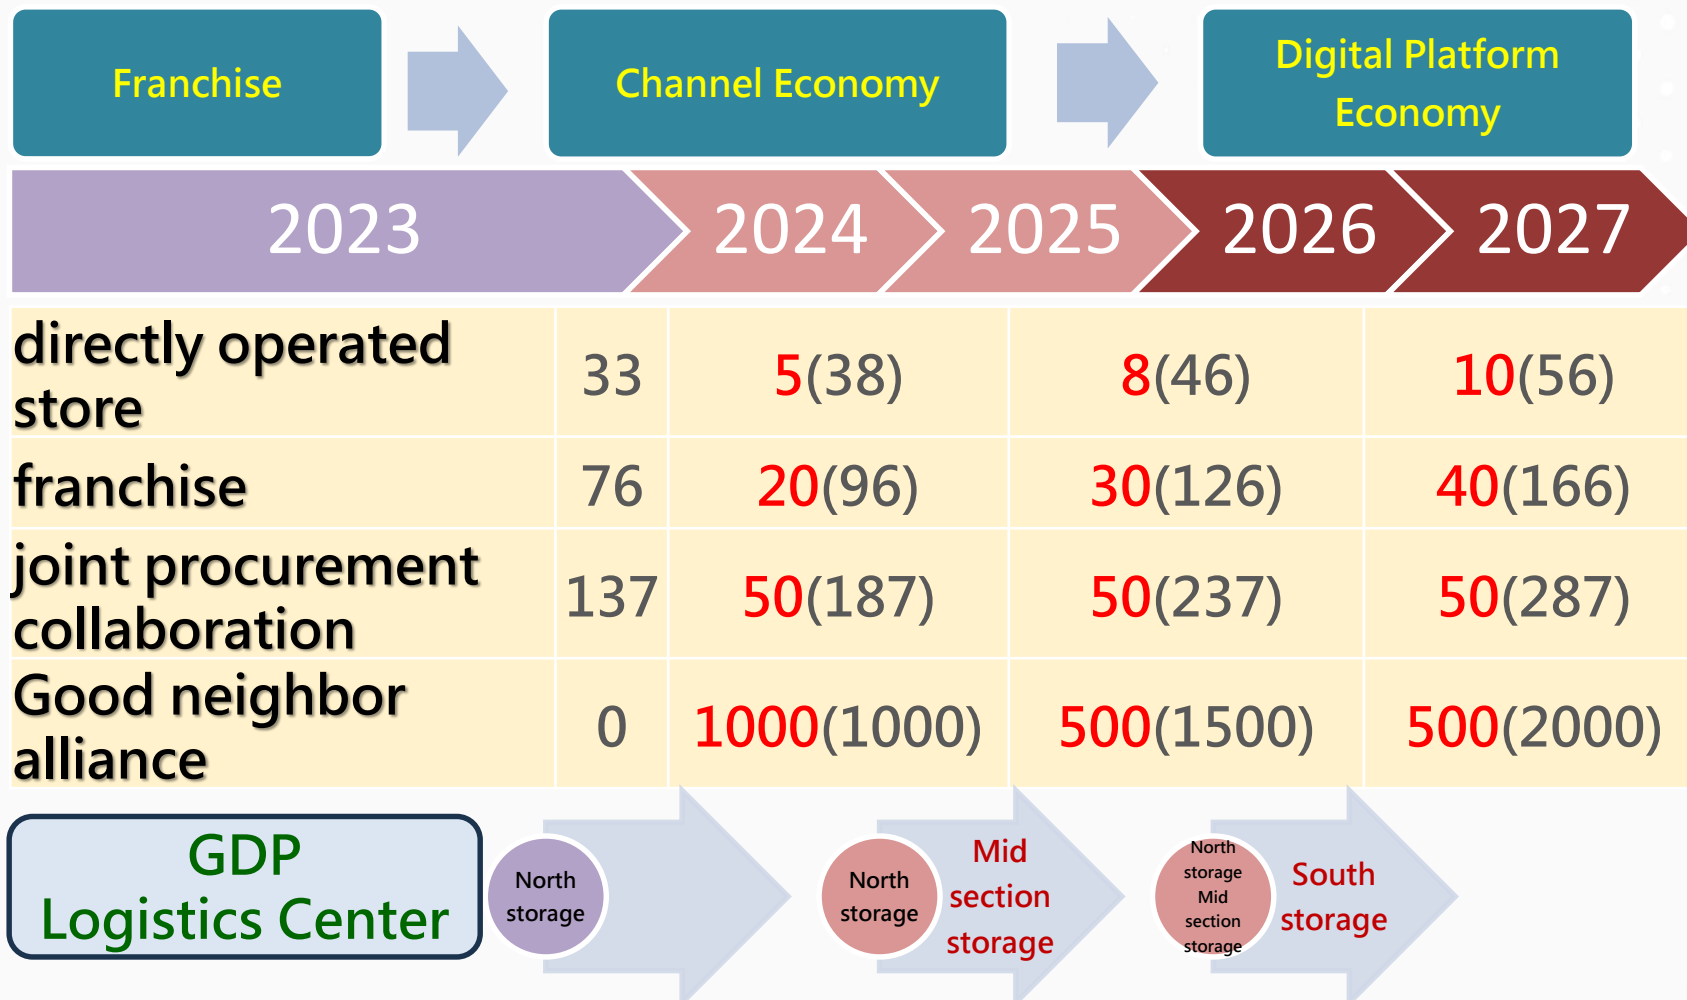 Franchise
Channel Economy
Digital Platform
Economy
2023
2024
2025
2026
2027
directly operated
store
33
5(38)
8(46)
10(56)
franchise
76
20(96)
30(126)
40(166)
joint procurement
collaboration
137
50(187)
50(237)
50(287)
Good neighbor
alliance
0
1000(1000)
500(1500)
500(2000)
GDP
Logistics Center
North
storage
North
storage
Mid
section
storage
North
storage
Mid
section
storage
South
storage